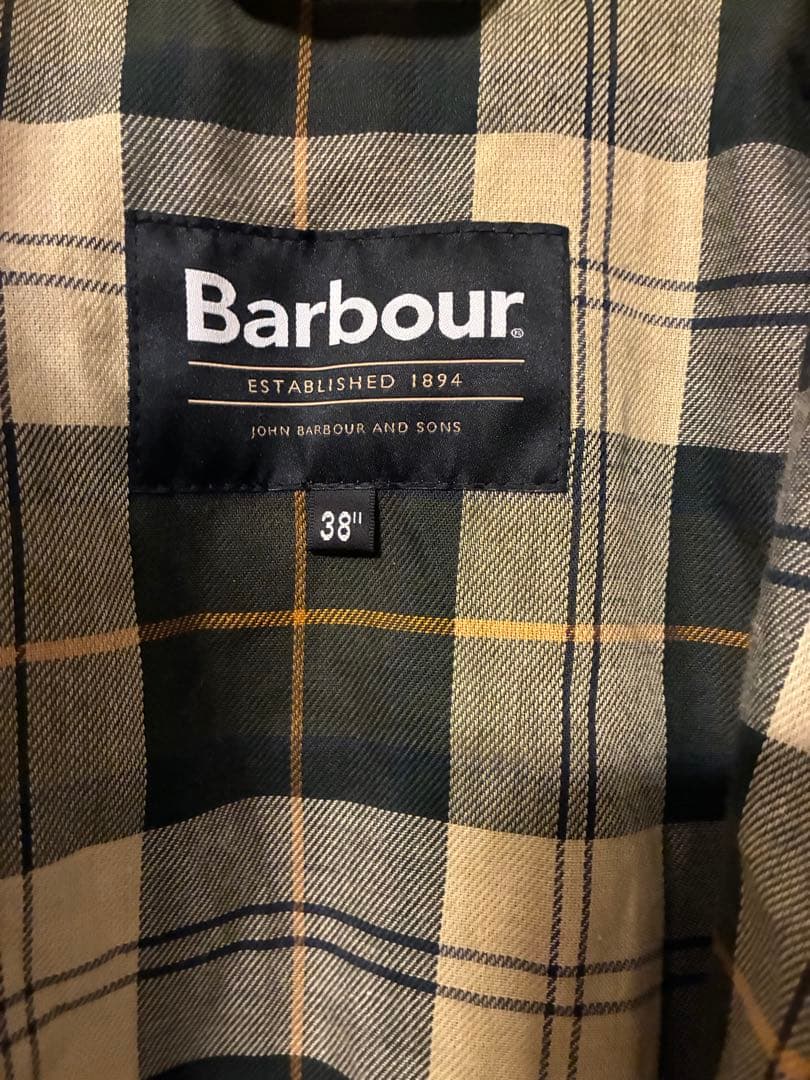 Barbour®
ESTABLISHED 1894
JOHN BARBOUR AND SONS
38"